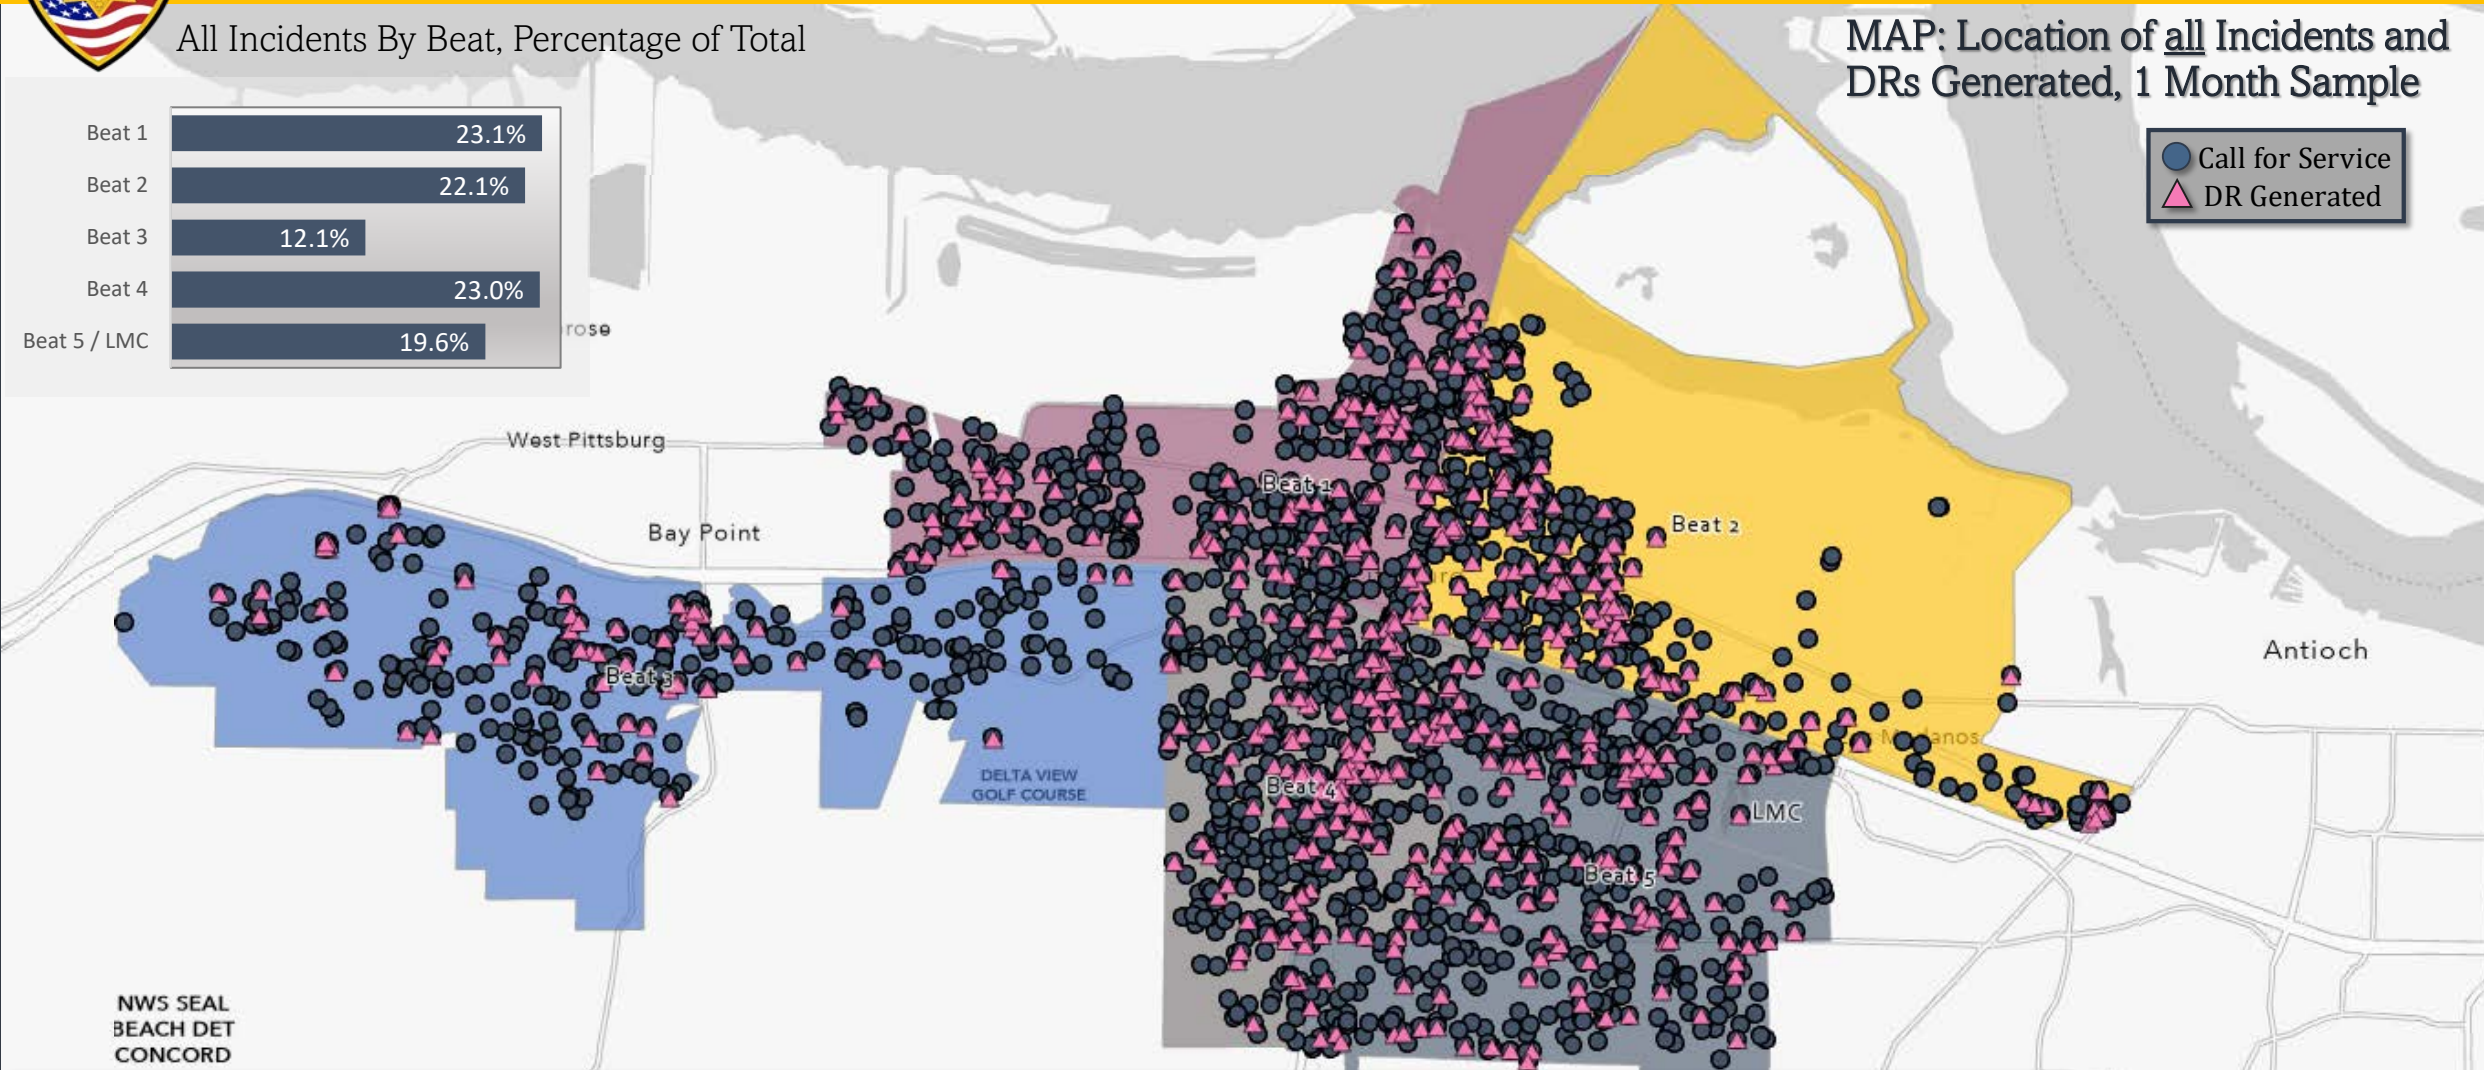 All Incidents By Beat, Percentage of Total
MAP: Location of all Incidents and
DRs Generated, 1 Month Sample
Call for Service
DR Generated
Beat 1 23.1%
Beat 2 22.1%
Beat 3 12.1%
Beat 4 23.0%
Beat 5 / LMC 19.6%
rose
West Pittsburg
Bay Point
Beat 1
Beat 2
Antioch
Beat 3
DELTA VIEW
GOLF COURSE
Beat 4
LMC
Beat 5
NWS SEAL
BEACH DET
CONCORD